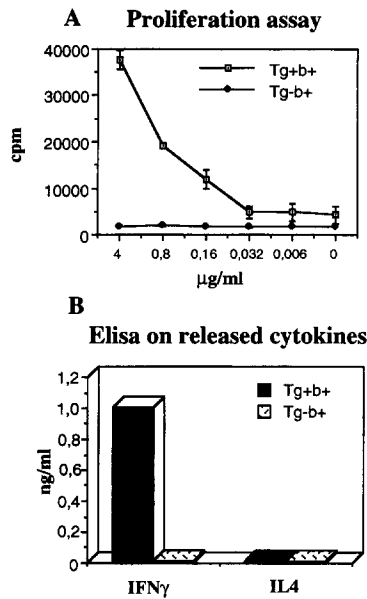 A Proliferation assay
40000
30000
20000
10000
0
cpm
Tg+b+
Tg-b+
4 0,8 0,16 0,032 0,006 0
μg/ml
B
Elisa on released cytokines
1,2
1,0
0,8
0,6
0,4
0,2
0
ng/ml
Tg+b+
Tg-b+
IFNγ IL4